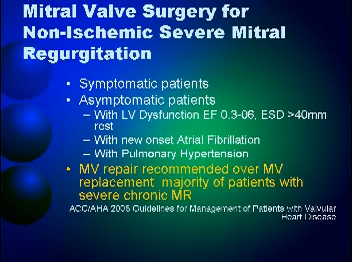 Mitral Valve Surgery for
Non-Ischemic Severe Mitral
Regurgitation
• Symptomatic patients
• Asymptomatic patients
– With LV Dysfunction EF 0.3-06, ESD >40mm
rest
– With new onset Atrial Fibrillation
– With Pulmonary Hypertension
• MV repair recommended over MV
replacement majority of patients with
severe chronic MR
ACC/AHA 2006 Guidelines for Management of Patients with Valvular
Heart Disease